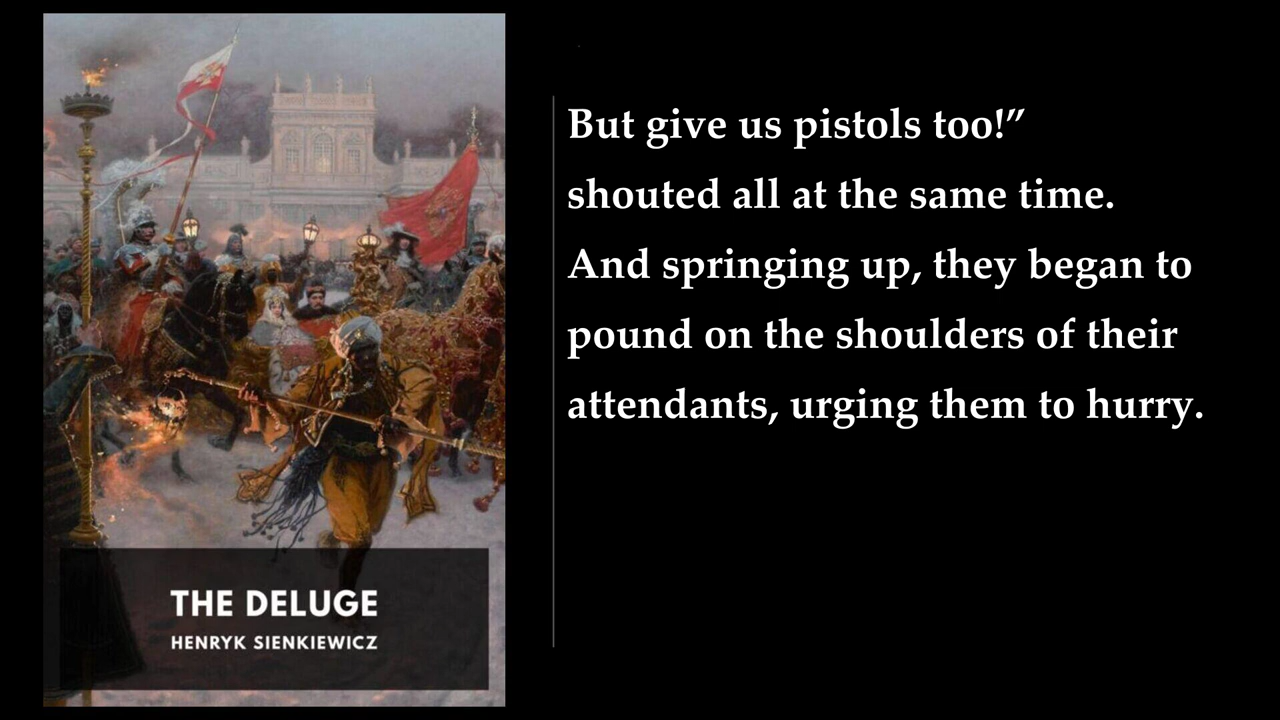 THE DELUGE
HENRYK SIENKIEWICZ
But give us pistols too!”
shouted all at the same time.
And springing up, they began to
pound on the shoulders of their
attendants, urging them to hurry.